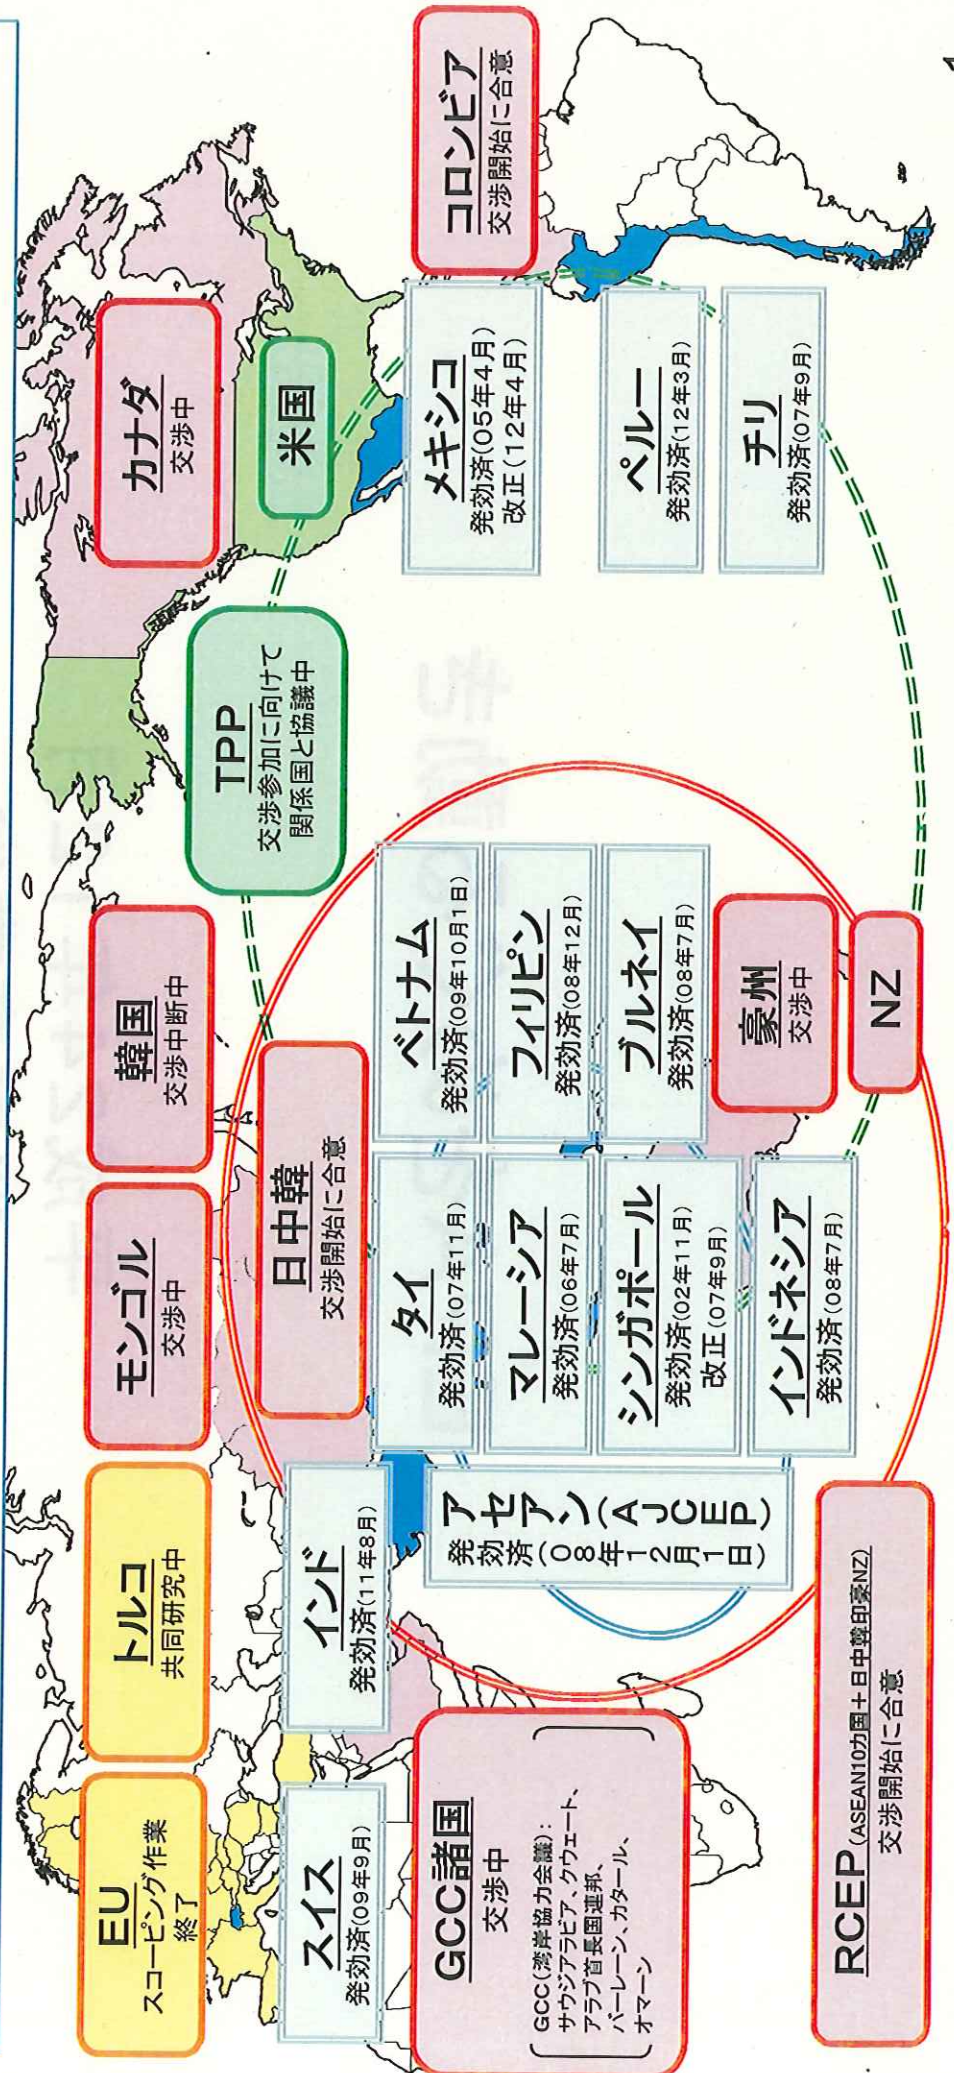 EU
スコーピング作業
終了
トルコ
共同研究中
モンゴル
交渉中
韓国
交渉中断中
カナダ
交渉中
TPP
交渉参加に向けて
関係国と協議中
米国
スイス
発効済(09年9月)
インド
発効済(11年8月)
日中韓
交渉開始に合意
GCC諸国
交渉中
GCC(湾岸協力会議):
サウジアラビア、クウェート、
アラブ首長国連邦、
バーレーン、カタール、
オマーン
アセアン(AJCEP)
発効済(08年12月1日)
タイ
発効済(07年11月)
ベトナム
発効済(09年10月1日)
マレーシア
発効済(06年7月)
フィリピン
発効済(08年12月)
シンガポール
発効済(02年11月)
改正(07年9月)
ブルネイ
発効済(08年7月)
インドネシア
発効済(08年7月)
豪州
交渉中
NZ
メキシコ
発効済(05年4月)
改正(12年4月)
コロンビア
交渉開始に合意
ペルー
発効済(12年3月)
チリ
発効済(07年9月)
RCEP(ASEAN10カ国+日中韓印豪NZ)
交渉開始に合意